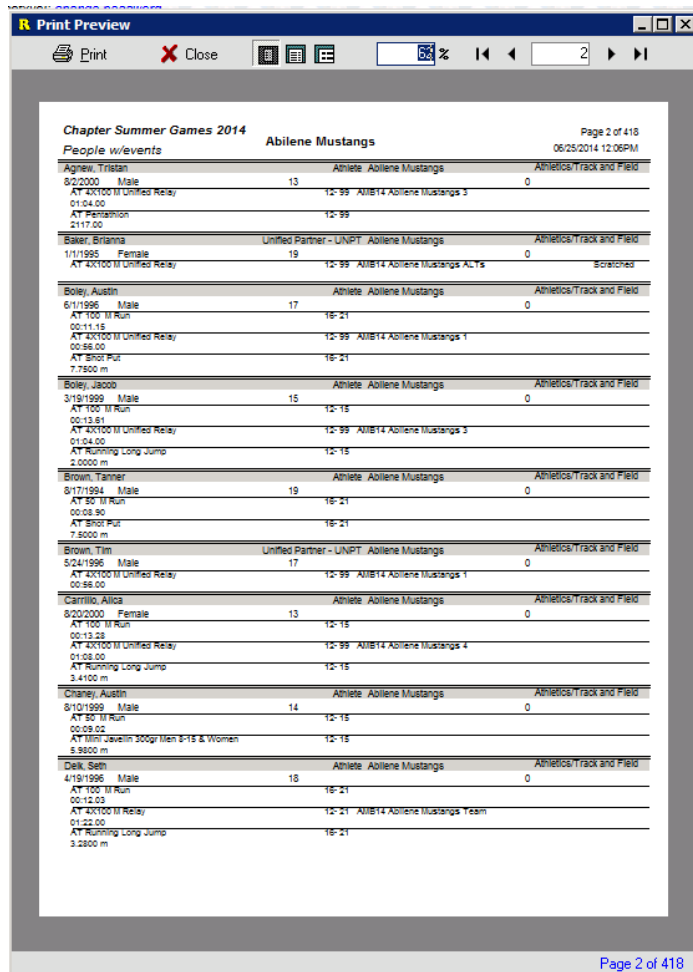 change password
R Print Preview
Print Close 63 % 2
Chapter Summer Games 2014 Page 2 of 418
Abilene Mustangs
People w/events 06/25/2014 12:06PM
Agnew, Tristan Athlete Abilene Mustangs Athletics/Track and Field
8/2/2000 Male 13 0
AT 4X100 M Unified Relay 12- 99 AMB14 Abilene Mustangs 3
01:04.00
AT Pentathlon 12- 99
2117.00
Baker, Brianna Unified Partner - UNPT Abilene Mustangs Athletics/Track and Field
1/1/1995 Female 19 0
AT 4X100 M Unified Relay 12- 99 AMB14 Abilene Mustangs ALTs Scratched
Boley, Austin Athlete Abilene Mustangs Athletics/Track and Field
6/1/1996 Male 17 0
AT 100 M Run 16- 21
00:11.15
AT 4X100 M Unified Relay 12- 99 AMB14 Abilene Mustangs 1
00:56.00
AT Shot Put 16- 21
7.7500 m
Boley, Jacob Athlete Abilene Mustangs Athletics/Track and Field
3/19/1999 Male 15 0
AT 100 M Run 12- 15
00:13.61
AT 4X100 M Unified Relay 12- 99 AMB14 Abilene Mustangs 3
01:04.00
AT Running Long Jump 12- 15
2.0000 m
Brown, Tanner Athlete Abilene Mustangs Athletics/Track and Field
8/17/1994 Male 19 0
AT 50 M Run 16- 21
00:08.90
AT Shot Put 16- 21
7.5000 m
Brown, Tim Unified Partner - UNPT Abilene Mustangs Athletics/Track and Field
5/24/1996 Male 17 0
AT 4X100 M Unified Relay 12- 99 AMB14 Abilene Mustangs 1
00:56.00
Carrillo, Alica Athlete Abilene Mustangs Athletics/Track and Field
8/20/2000 Female 13 0
AT 100 M Run 12- 15
00:13.28
AT 4X100 M Unified Relay 12- 99 AMB14 Abilene Mustangs 4
01:08.00
AT Running Long Jump 12- 15
3.4100 m
Chaney, Austin Athlete Abilene Mustangs Athletics/Track and Field
8/10/1999 Male 14 0
AT 50 M Run 12- 15
00:09.02
AT Mini Javelin 300gr Men 8-15 & Women 12- 15
5.9800 m
Delk, Seth Athlete Abilene Mustangs Athletics/Track and Field
4/19/1996 Male 18 0
AT 100 M Run 16- 21
00:12.03
AT 4X100 M Relay 12- 21 AMB14 Abilene Mustangs Team
01:22.00
AT Running Long Jump 16- 21
3.2800 m
Page 2 of 418